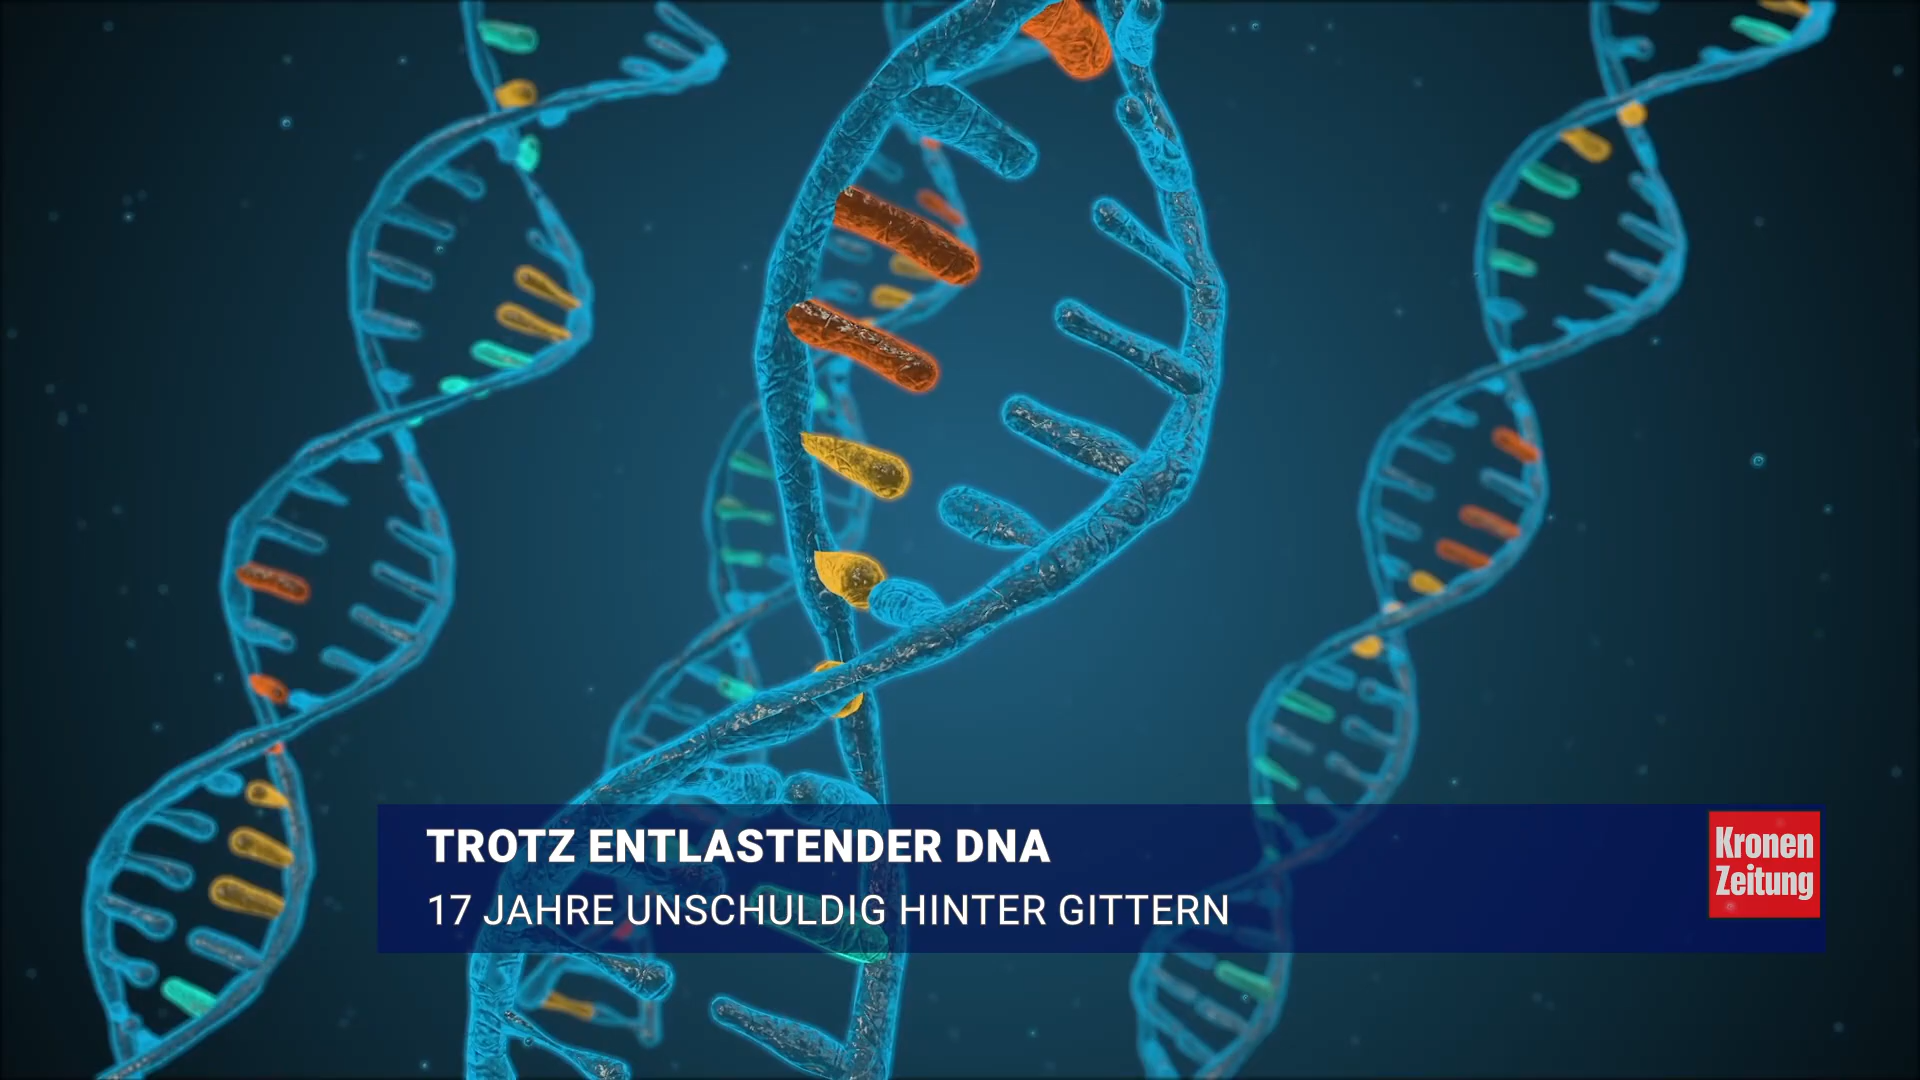 TROTZ ENTLASTENDER DNA
17 JAHRE UNSCHULDIG HINTER GITTERN
Kronen
Zeitung